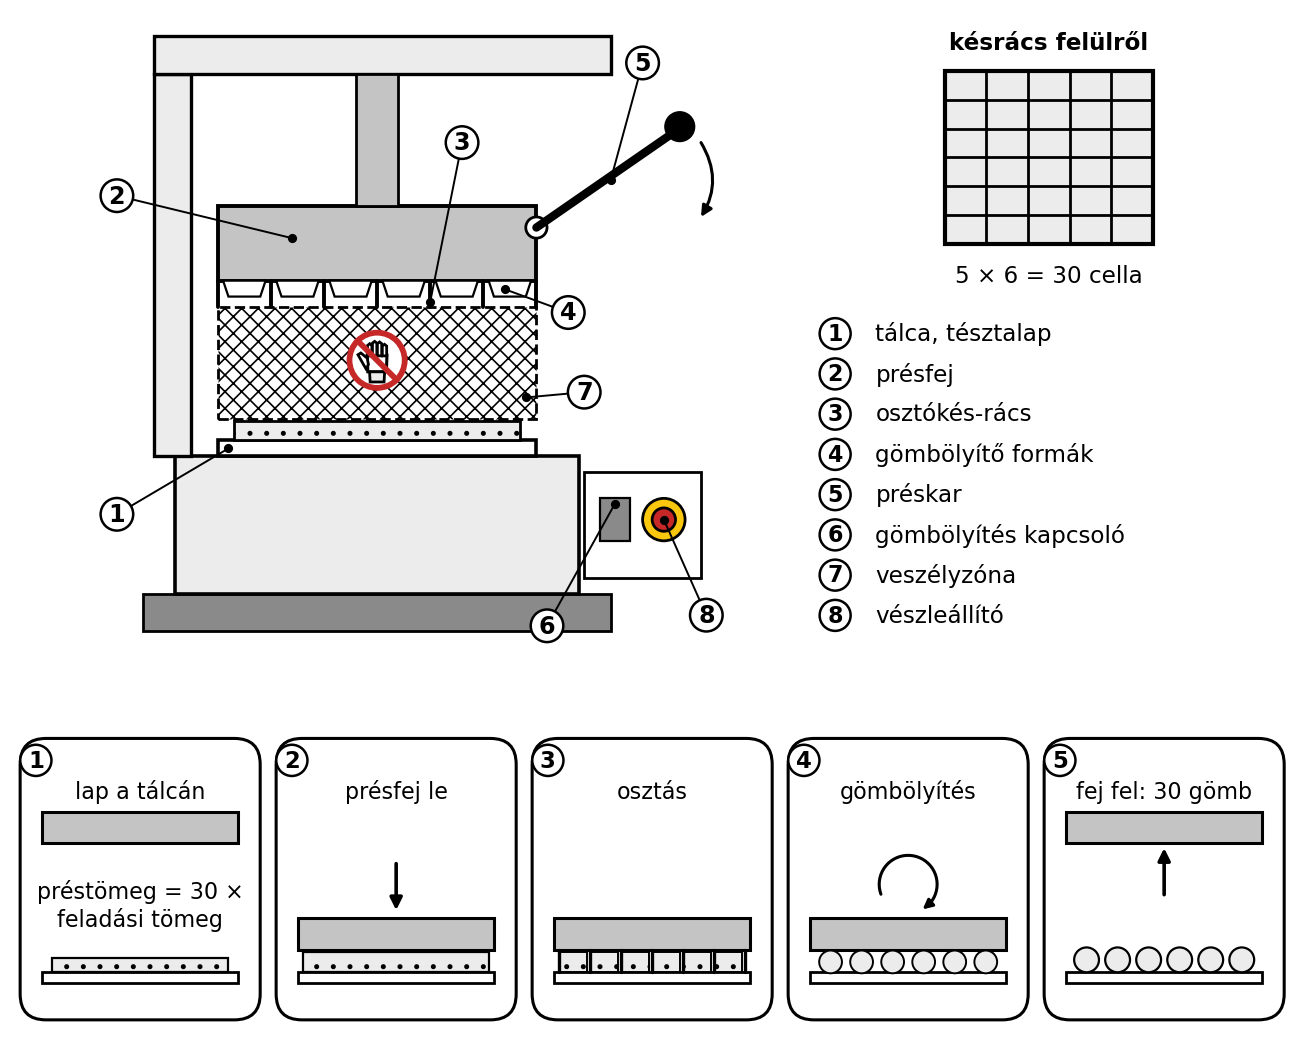 késrács felülről
5
3
2
4
7
1
6
8
5 × 6 = 30 cella
1 tálca, tésztalap
2 présfej
3 osztókés-rács
4 gömbölyítő formák
5 préskar
6 gömbölyítés kapcsoló
7 veszélyzóna
8 vészleállító
1
lap a tálcán
préstömeg = 30 ×
feladási tömeg
2
présfej le
3
osztás
4
gömbölyítés
5
fej fel: 30 gömb